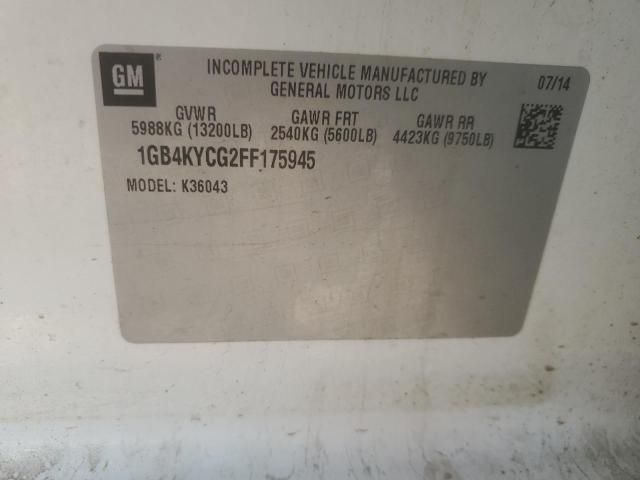 GM®
INCOMPLETE VEHICLE MANUFACTURED BY
GENERAL MOTORS LLC
07/14
GVWR GAWR FRT GAWR RR
5988KG (13200LB) 2540KG (5600LB) 4423KG (9750LB)
1GB4KYCG2FF175945
MODEL: K36043